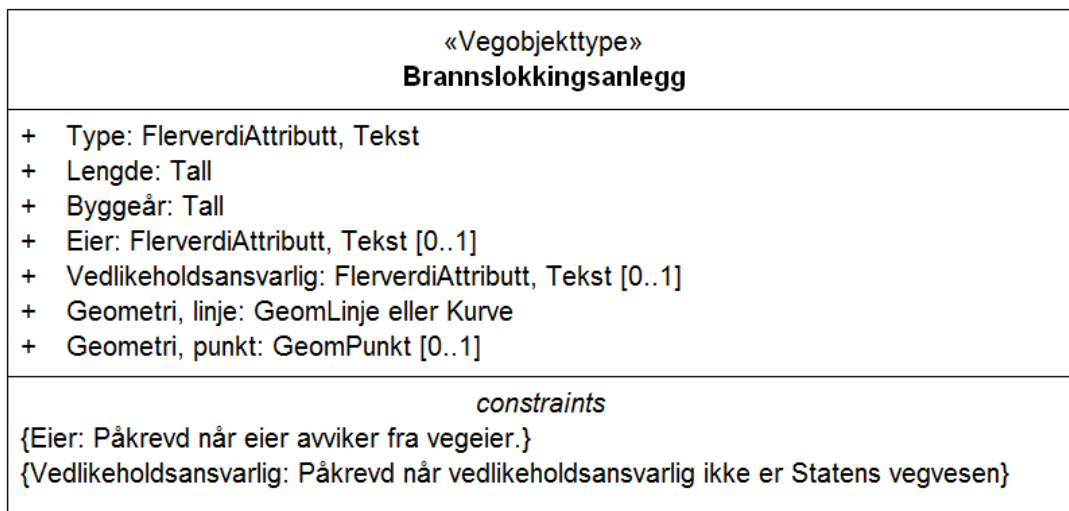 «Vegobjekttype»
Brannslokkingsanlegg
+ Type: FlerverdiAttributt, Tekst
+ Lengde: Tall
+ Byggeår: Tall
+ Eier: FlerverdiAttributt, Tekst [0..1]
+ Vedlikeholdsansvarlig: FlerverdiAttributt, Tekst [0..1]
+ Geometri, linje: GeomLinje eller Kurve
+ Geometri, punkt: GeomPunkt [0..1]
constraints
{Eier: Påkrevd når eier avviker fra vegeier.}
{Vedlikeholdsansvarlig: Påkrevd når vedlikeholdsansvarlig ikke er Statens vegvesen}